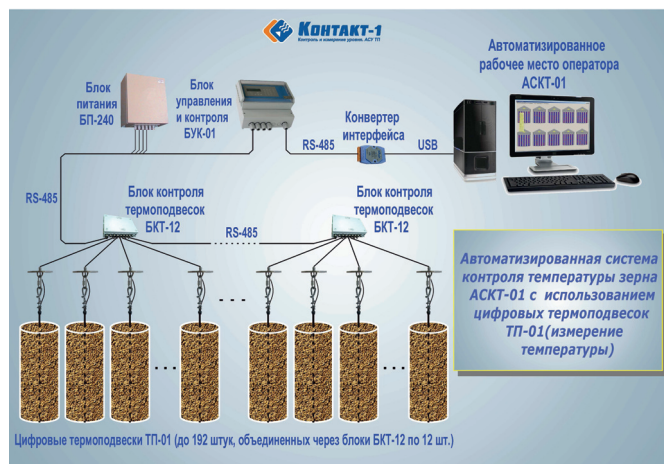 КОНТАКТ-1
Контроль и измерение уровня. АСУ ТП
Автоматизированное
рабочее место оператора
АСКТ-01
Блок
питания
БП-240
Блок
управления
и контроля
БУК-01
Конвертер
интерфейса
RS-485
USB
RS-485
Блок контроля
термоподвесок
БКТ-12
RS-485
Блок контроля
термоподвесок
БКТ-12
Автоматизированная система
контроля температуры зерна
АСКТ-01 с использованием
цифровых термоподвесок
ТП-01(измерение
температуры)
Цифровые термоподвески ТП-01 (до 192 штук, объединенных через блоки БКТ-12 по 12 шт.)